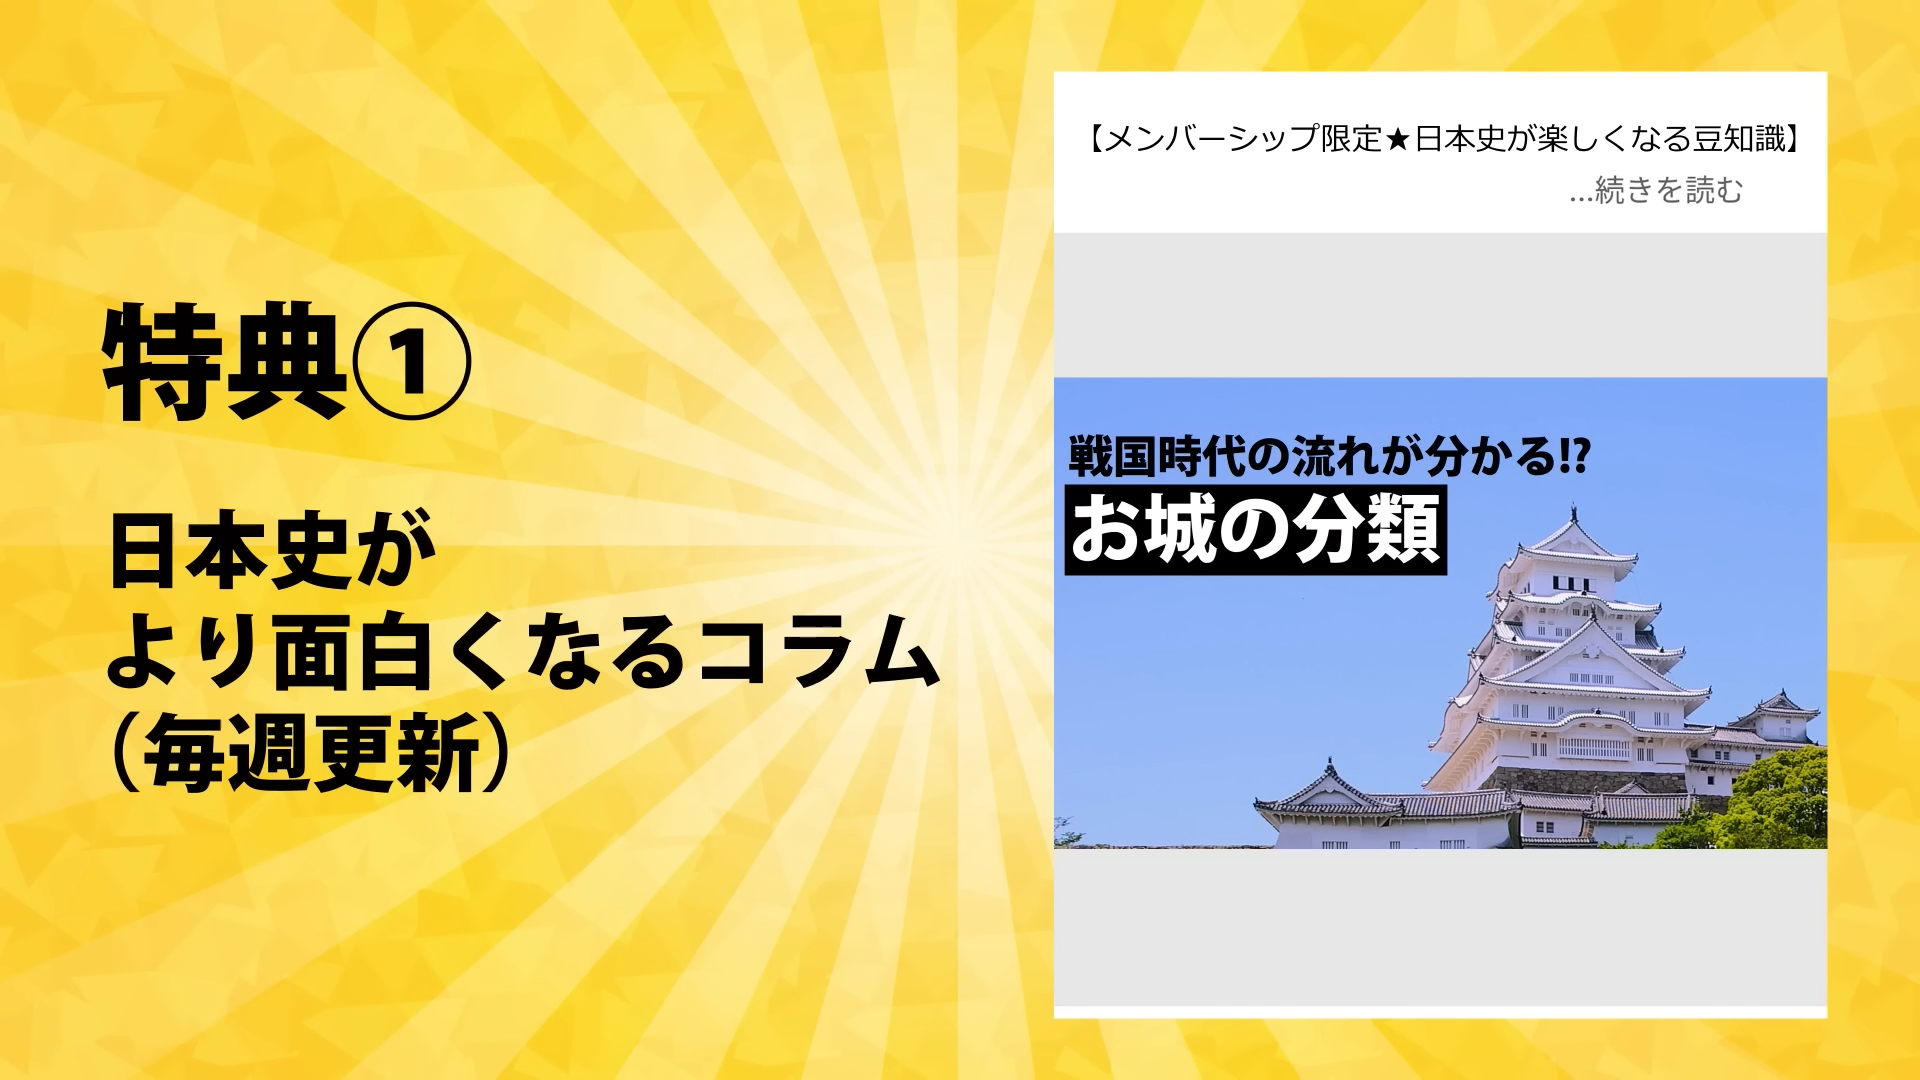 特典①
日本史が
より面白くなるコラム
（毎週更新）
【メンバーシップ限定★日本史が楽しくなる豆知識】
...続きを読む
戦国時代の流れが分かる!?
お城の分類